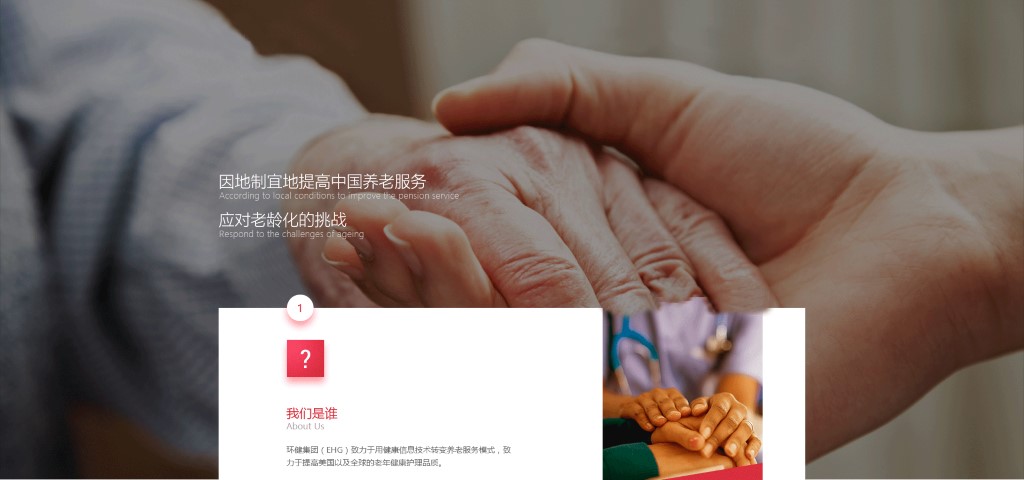 因地制宜地提高中国养老服务
According to local conditions to improve the pension service
应对老龄化的挑战
Respond to the challenges of ageing
1
?
我们是谁
About Us
环健集团（EHG）致力于用健康信息技术转变养老服务模式，致
力于提高美国以及全球的老年健康护理品质。